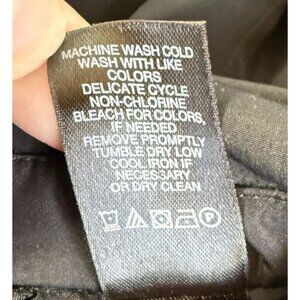 MACHINE WASH COLD
WASH WITH LIKE
COLORS
DELICATE CYCLE
NON-CHLORINE
BLEACH FOR COLORS,
IF NEEDED
REMOVE PROMPTLY
TUMBLE DRY LOW
COOL IRON IF
NECESSARY
OR DRY CLEAN
P